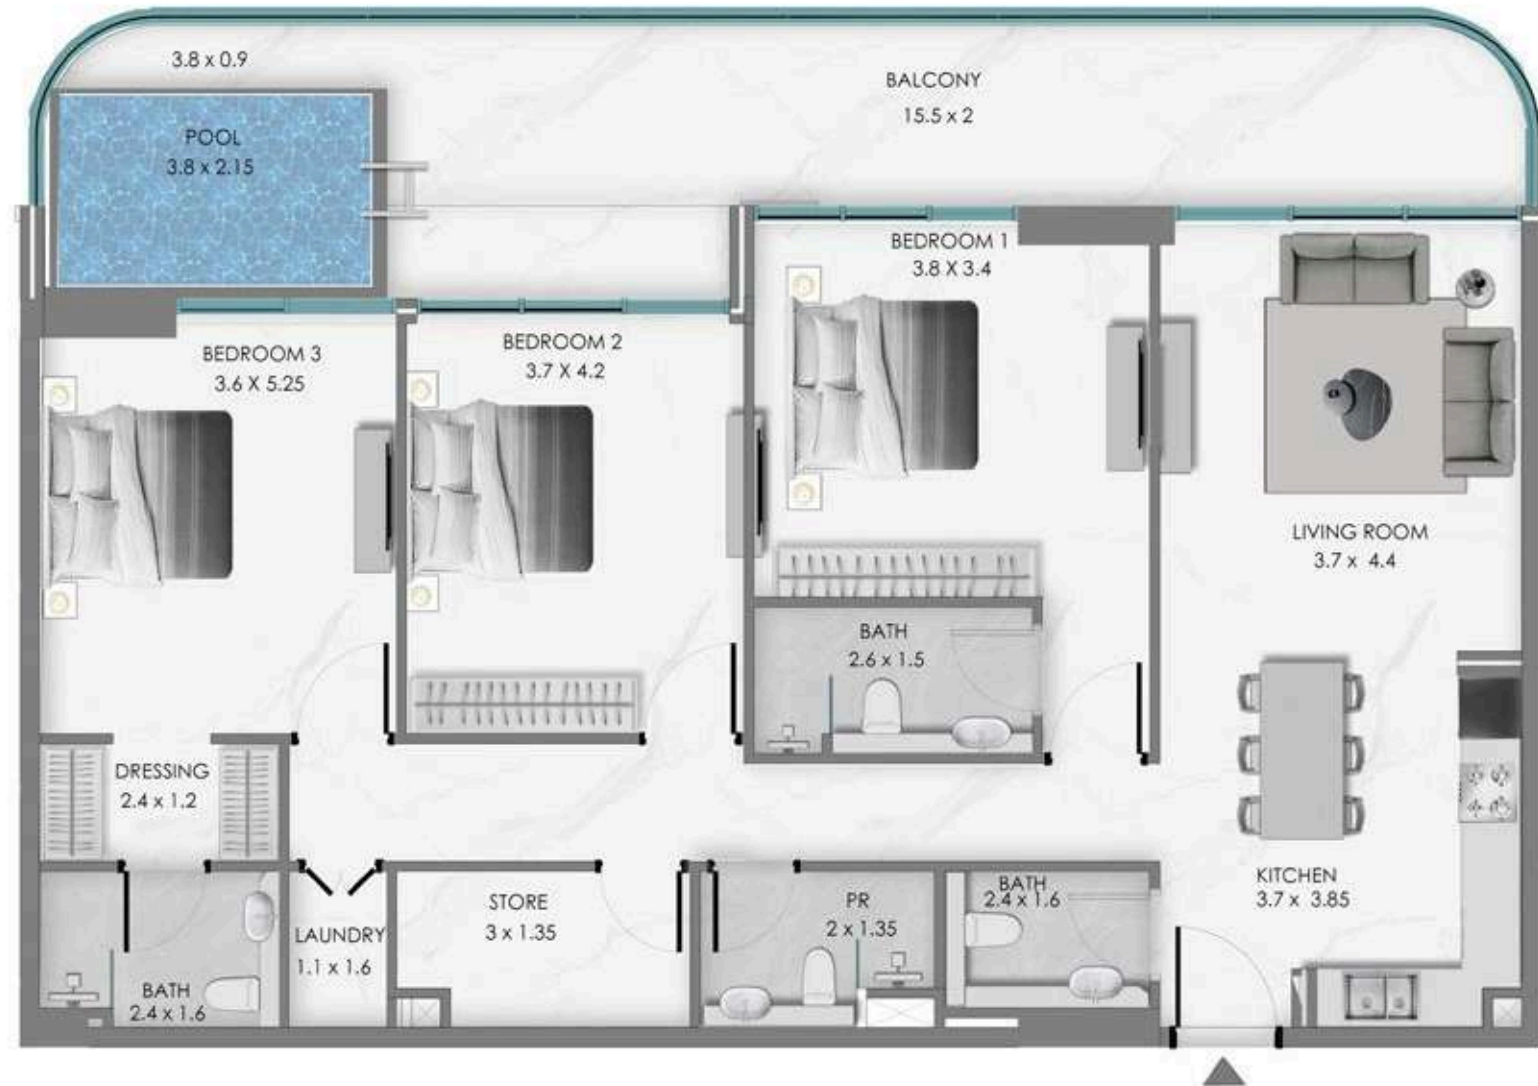 3.8 x 0.9
BALCONY
15.5 x 2
POOL
3.8 x 2.15
BEDROOM 1
3.8 X 3.4
BEDROOM 2
3.7 X 4.2
BEDROOM 3
3.6 X 5.25
LIVING ROOM
3.7 x 4.4
BATH
2.6 x 1.5
DRESSING
2.4 x 1.2
KITCHEN
3.7 x 3.85
BATH
2.4 x 1.6
STORE
3 x 1.35
PR
2 x 1.35
LAUNDRY
1.1 x 1.6
BATH
2.4 x 1.6